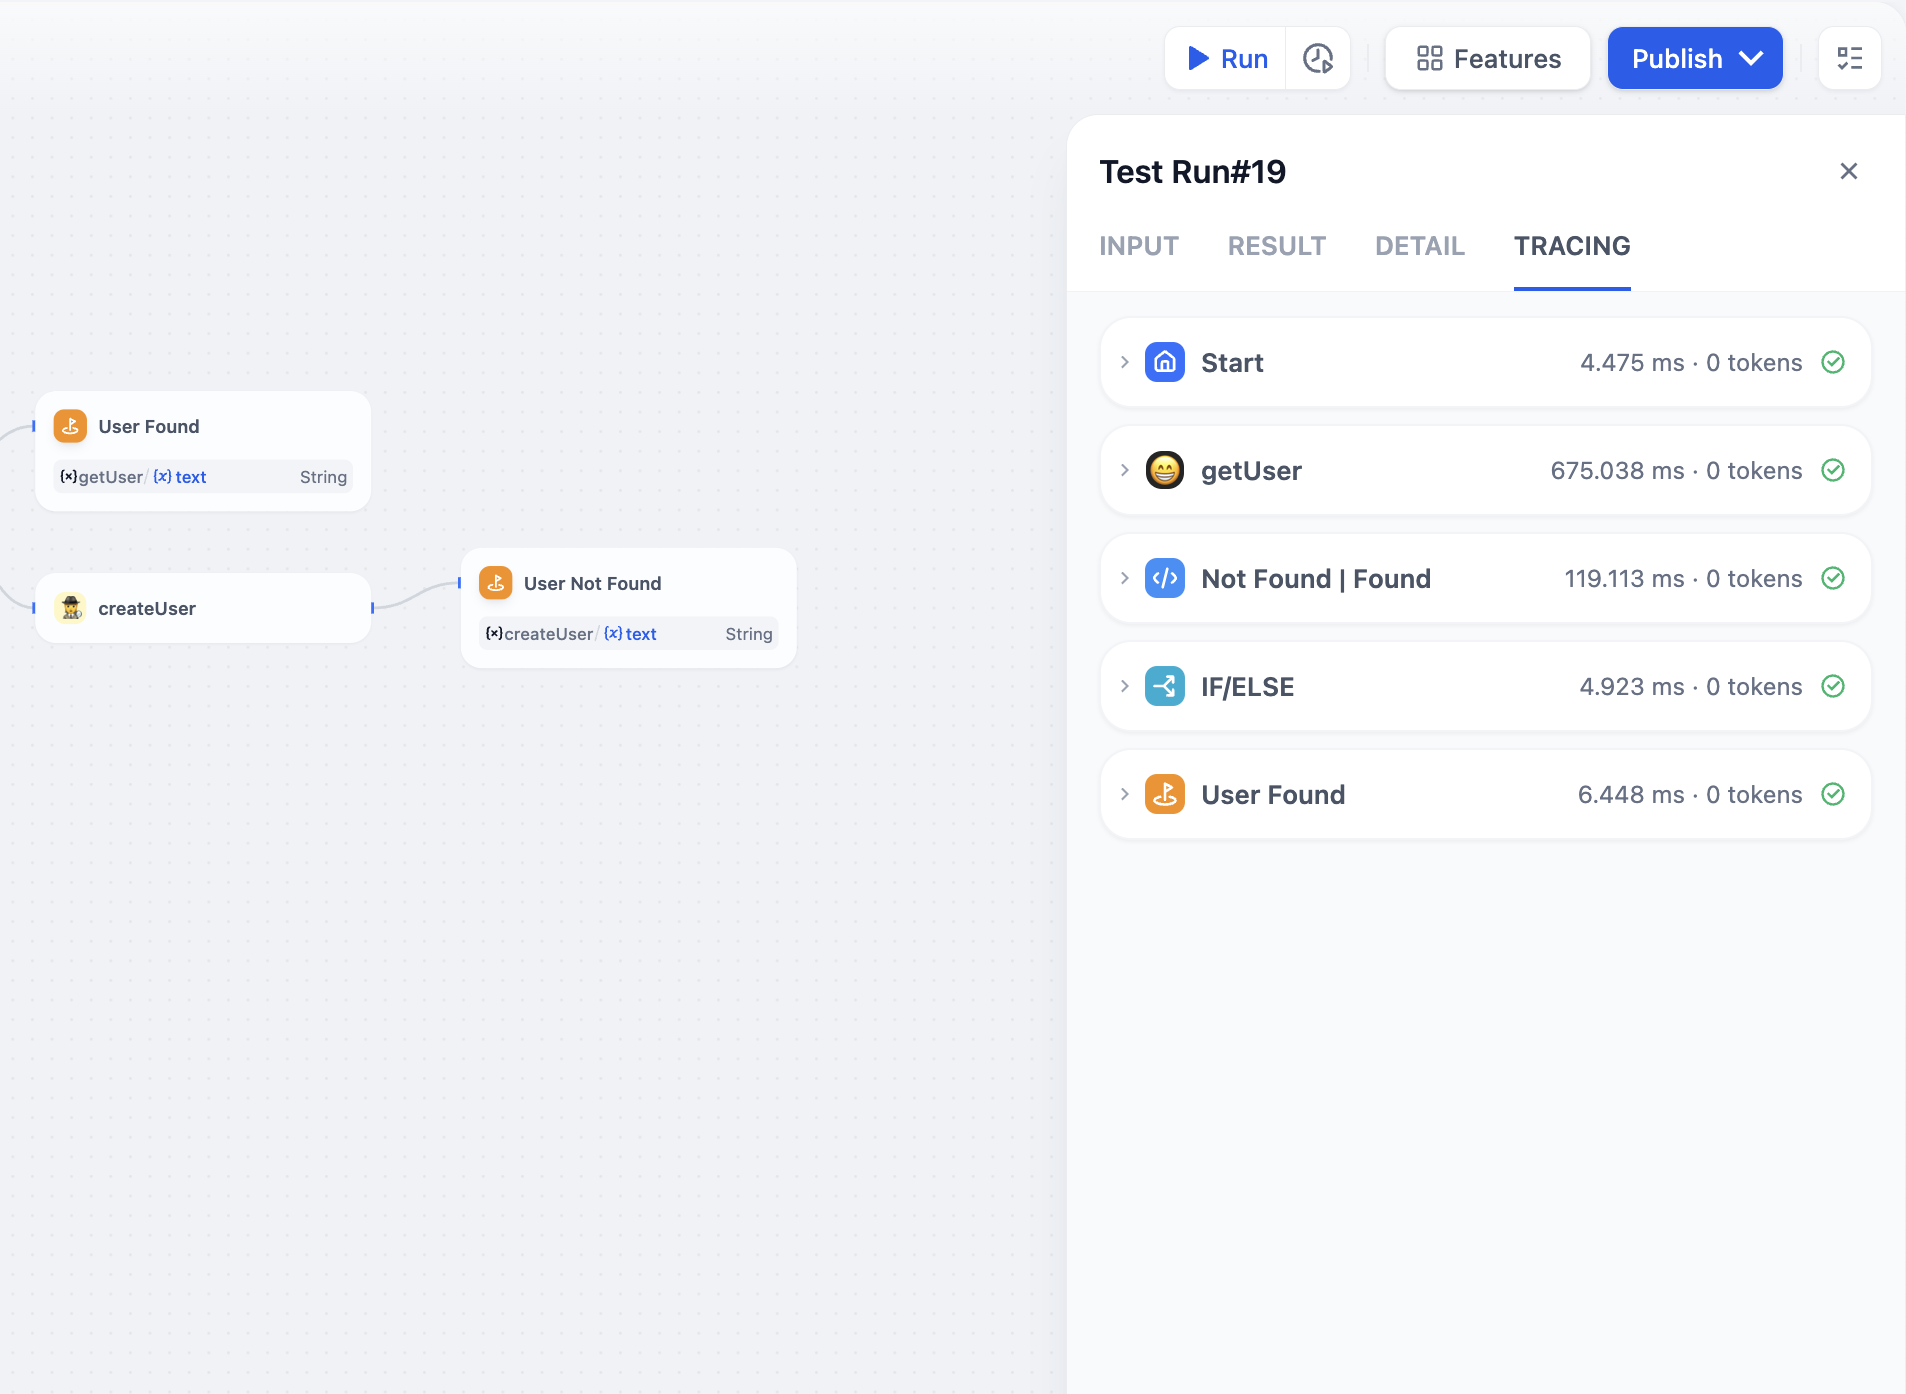 Run
Features
Publish
Test Run#19
INPUT RESULT DETAIL TRACING
Start 4.475 ms · 0 tokens
getUser 675.038 ms · 0 tokens
Not Found | Found 119.113 ms · 0 tokens
IF/ELSE 4.923 ms · 0 tokens
User Found 6.448 ms · 0 tokens
User Found
{x}getUser/{x} text String
createUser
User Not Found
{x}createUser/{x} text String